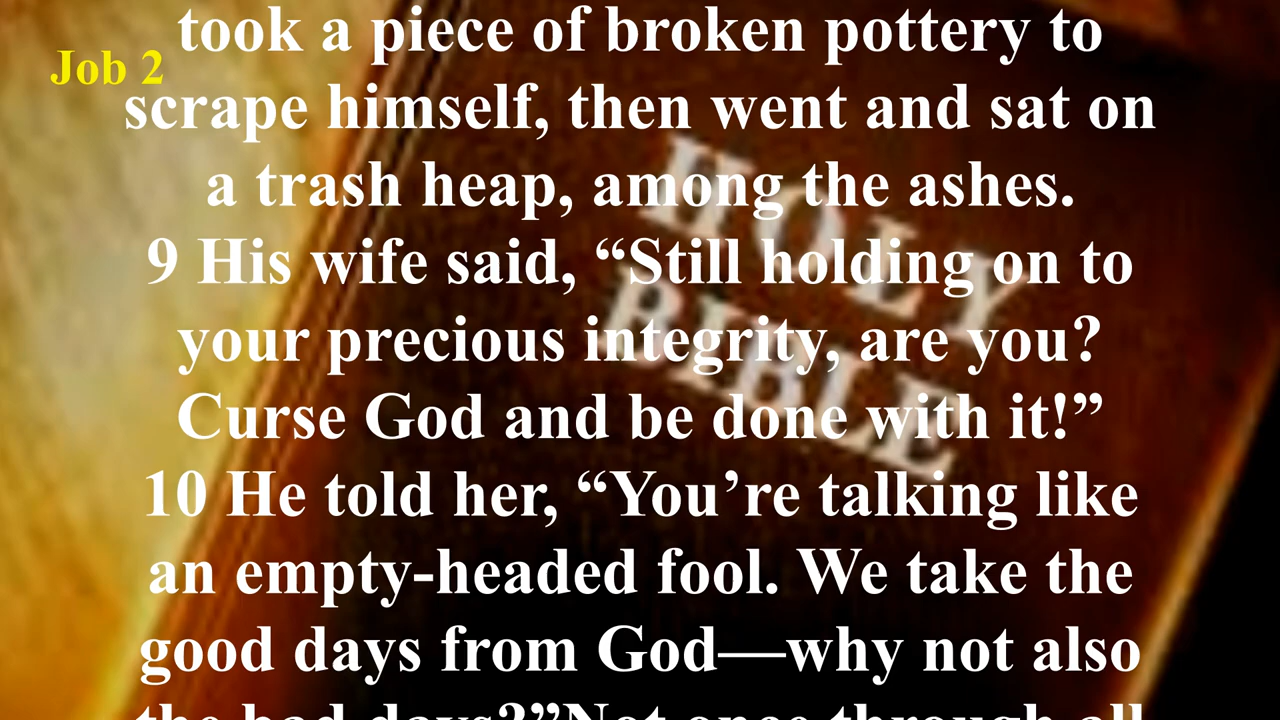 Job 2
took a piece of broken pottery to
scrape himself, then went and sat on
a trash heap, among the ashes.
9 His wife said, “Still holding on to
your precious integrity, are you?
Curse God and be done with it!”
10 He told her, “You’re talking like
an empty-headed fool. We take the
good days from God—why not also
the bad days?”Not once through all
HOLY
BIBLE